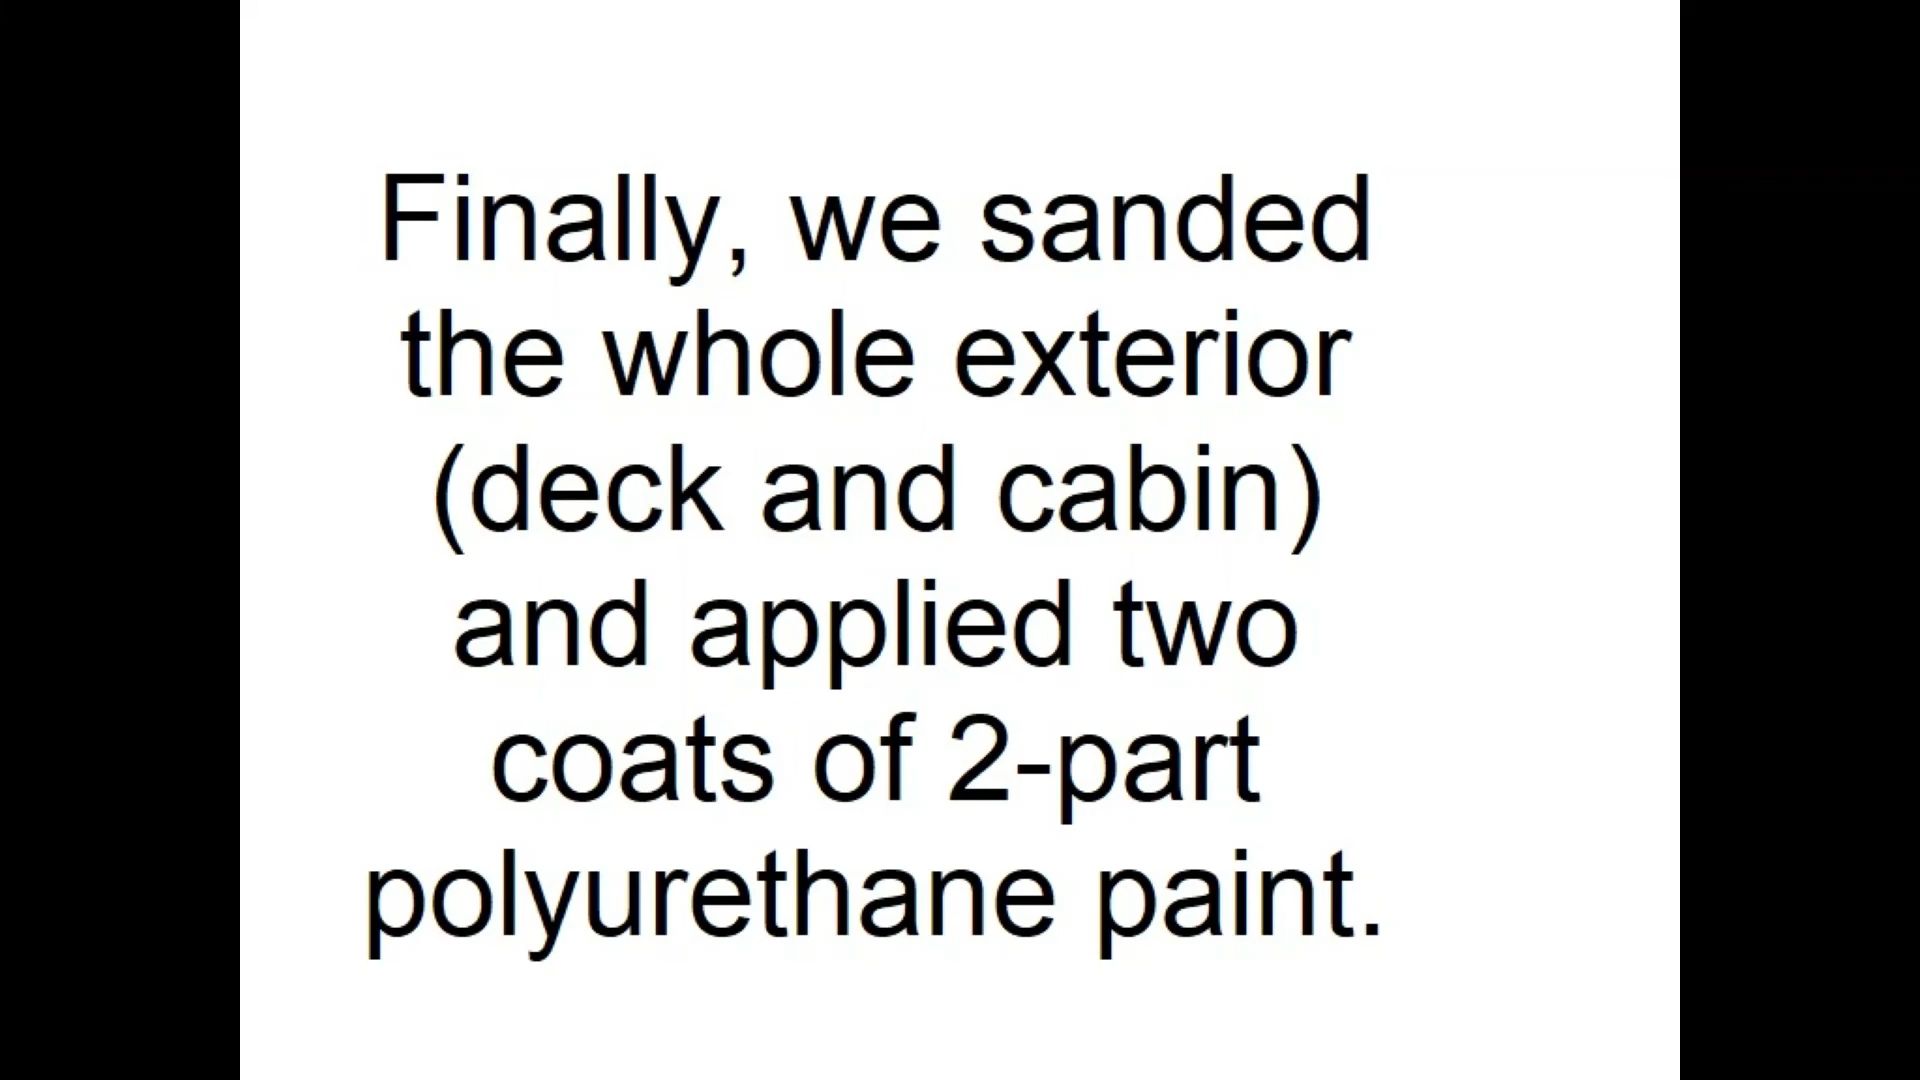 Finally, we sanded
the whole exterior
(deck and cabin)
and applied two
coats of 2-part
polyurethane paint.